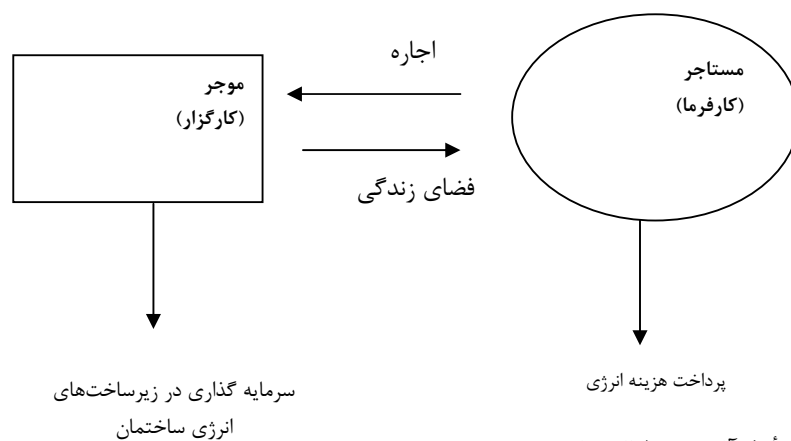 اجاره
مستاجر
(کارفرما)
موجر
(کارگزار)
فضای زندگی
پرداخت هزینه انرژی
سرمایه گذاری در زیرساخت‌های
انرژی ساختمان